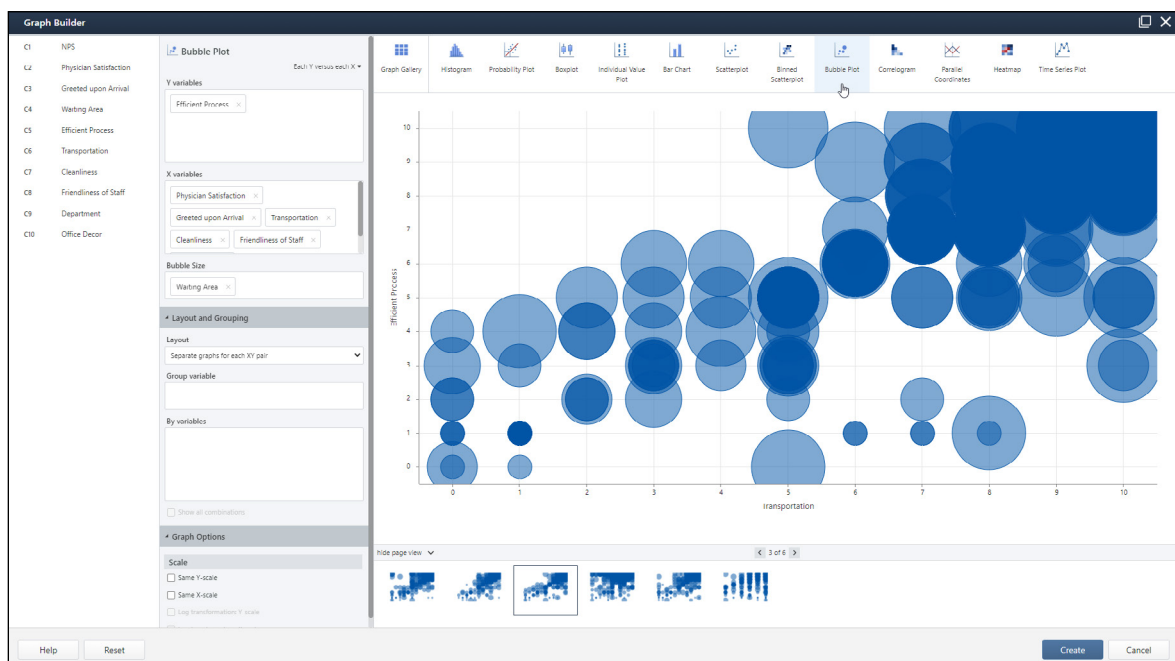 Graph Builder
C1 NPS
C2 Physician Satisfaction
C3 Greeted upon Arrival
C4 Waiting Area
C5 Efficient Process
C6 Transportation
C7 Cleanliness
C8 Friendliness of Staff
C9 Department
C10 Office Decor
Bubble Plot
Each Y versus each X
Y variables
Efficient Process ×
X variables
Physician Satisfaction ×
Greeted upon Arrival × Transportation ×
Cleanliness × Friendliness of Staff ×
Bubble Size
Waiting Area ×
Layout and Grouping
Layout
Separate graphs for each XY pair
Group variable
By variables
Show all combinations
Graph Options
Scale
Same Y-scale
Same X-scale
Log transformation: Y scale
Graph Gallery
Histogram
Probability Plot
Boxplot
Individual Value
Plot
Bar Chart
Scatterplot
Binned
Scatterplot
Bubble Plot
Correlogram
Parallel
Coordinates
Heatmap
Time Series Plot
Efficient Process
10
9
8
7
6
5
4
3
2
1
0
0 1 2 3 4 5 6 7 8 9 10
Transportation
hide page view
< 3 of 6 >
Help
Reset
Create
Cancel